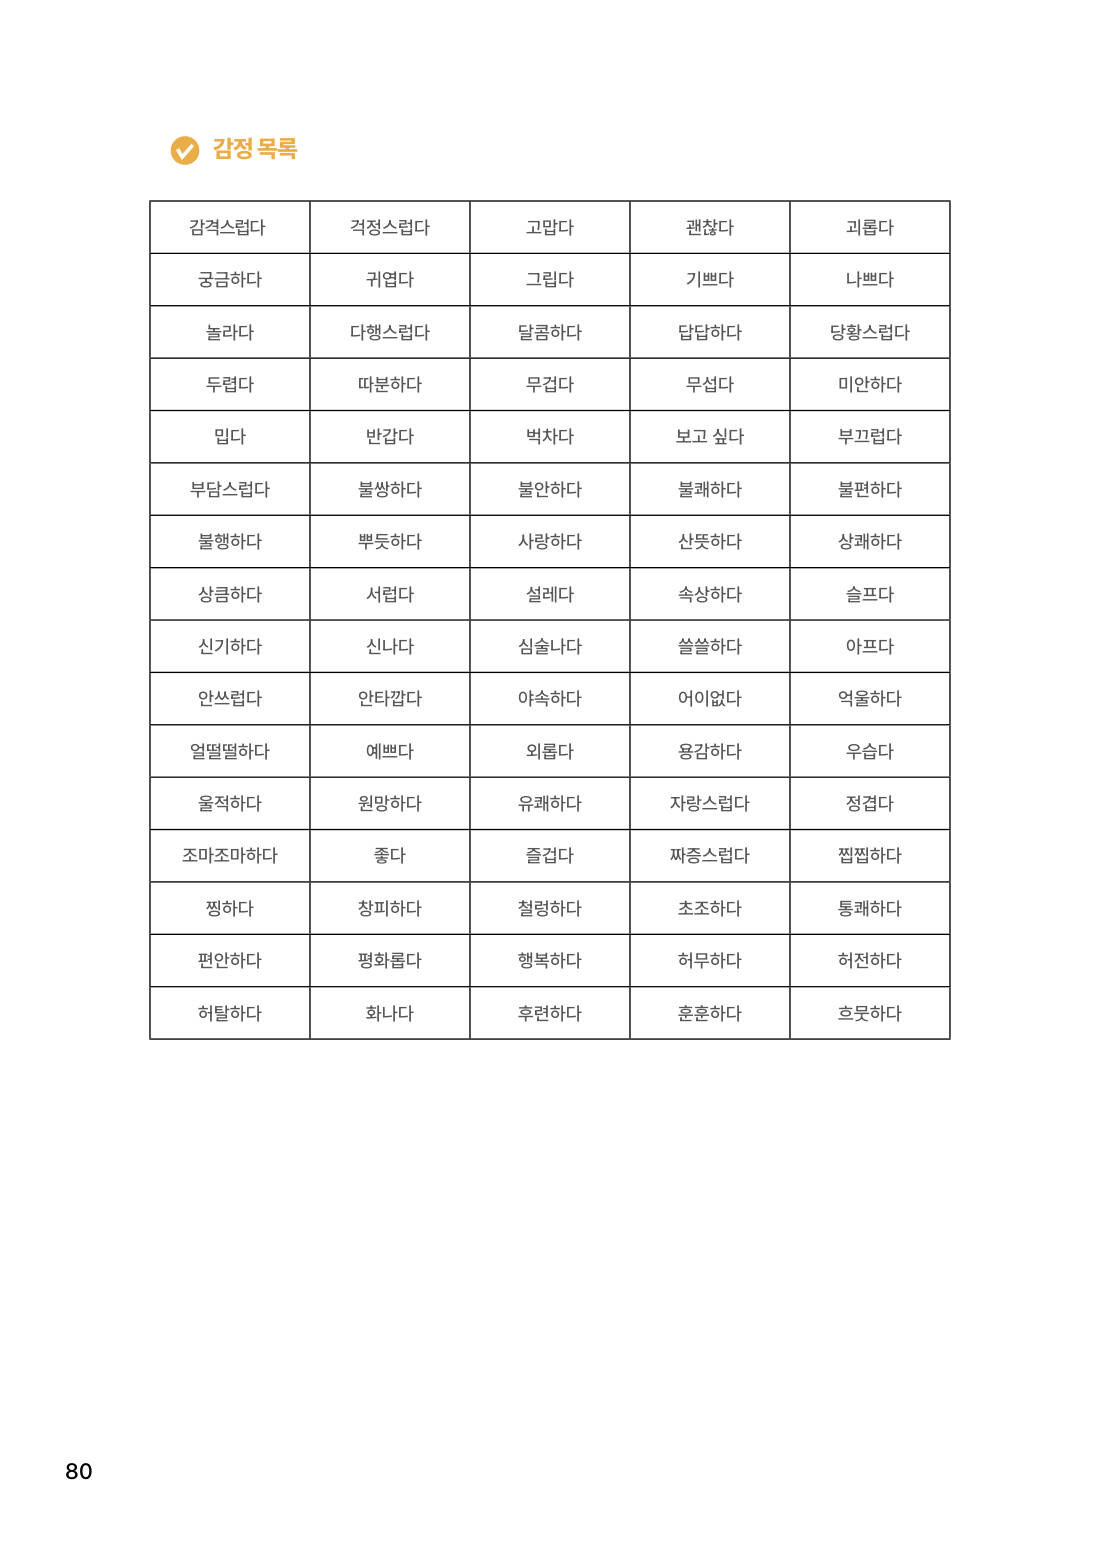 감정 목록
감격스럽다 걱정스럽다 고맙다 괜찮다 괴롭다
궁금하다 귀엽다 그립다 기쁘다 나쁘다
놀라다 다행스럽다 달콤하다 답답하다 당황스럽다
두렵다 따분하다 무겁다 무섭다 미안하다
밉다 반갑다 벅차다 보고 싶다 부끄럽다
부담스럽다 불쌍하다 불안하다 불쾌하다 불편하다
불행하다 뿌듯하다 사랑하다 산뜻하다 상쾌하다
상큼하다 서럽다 설레다 속상하다 슬프다
신기하다 신나다 심술나다 쓸쓸하다 아프다
안쓰럽다 안타깝다 야속하다 어이없다 억울하다
얼떨떨하다 예쁘다 외롭다 용감하다 우습다
울적하다 원망하다 유쾌하다 자랑스럽다 정겹다
조마조마하다 좋다 즐겁다 짜증스럽다 찝찝하다
찡하다 창피하다 철렁하다 초조하다 통쾌하다
편안하다 평화롭다 행복하다 허무하다 허전하다
허탈하다 화나다 후련하다 훈훈하다 흐뭇하다
80